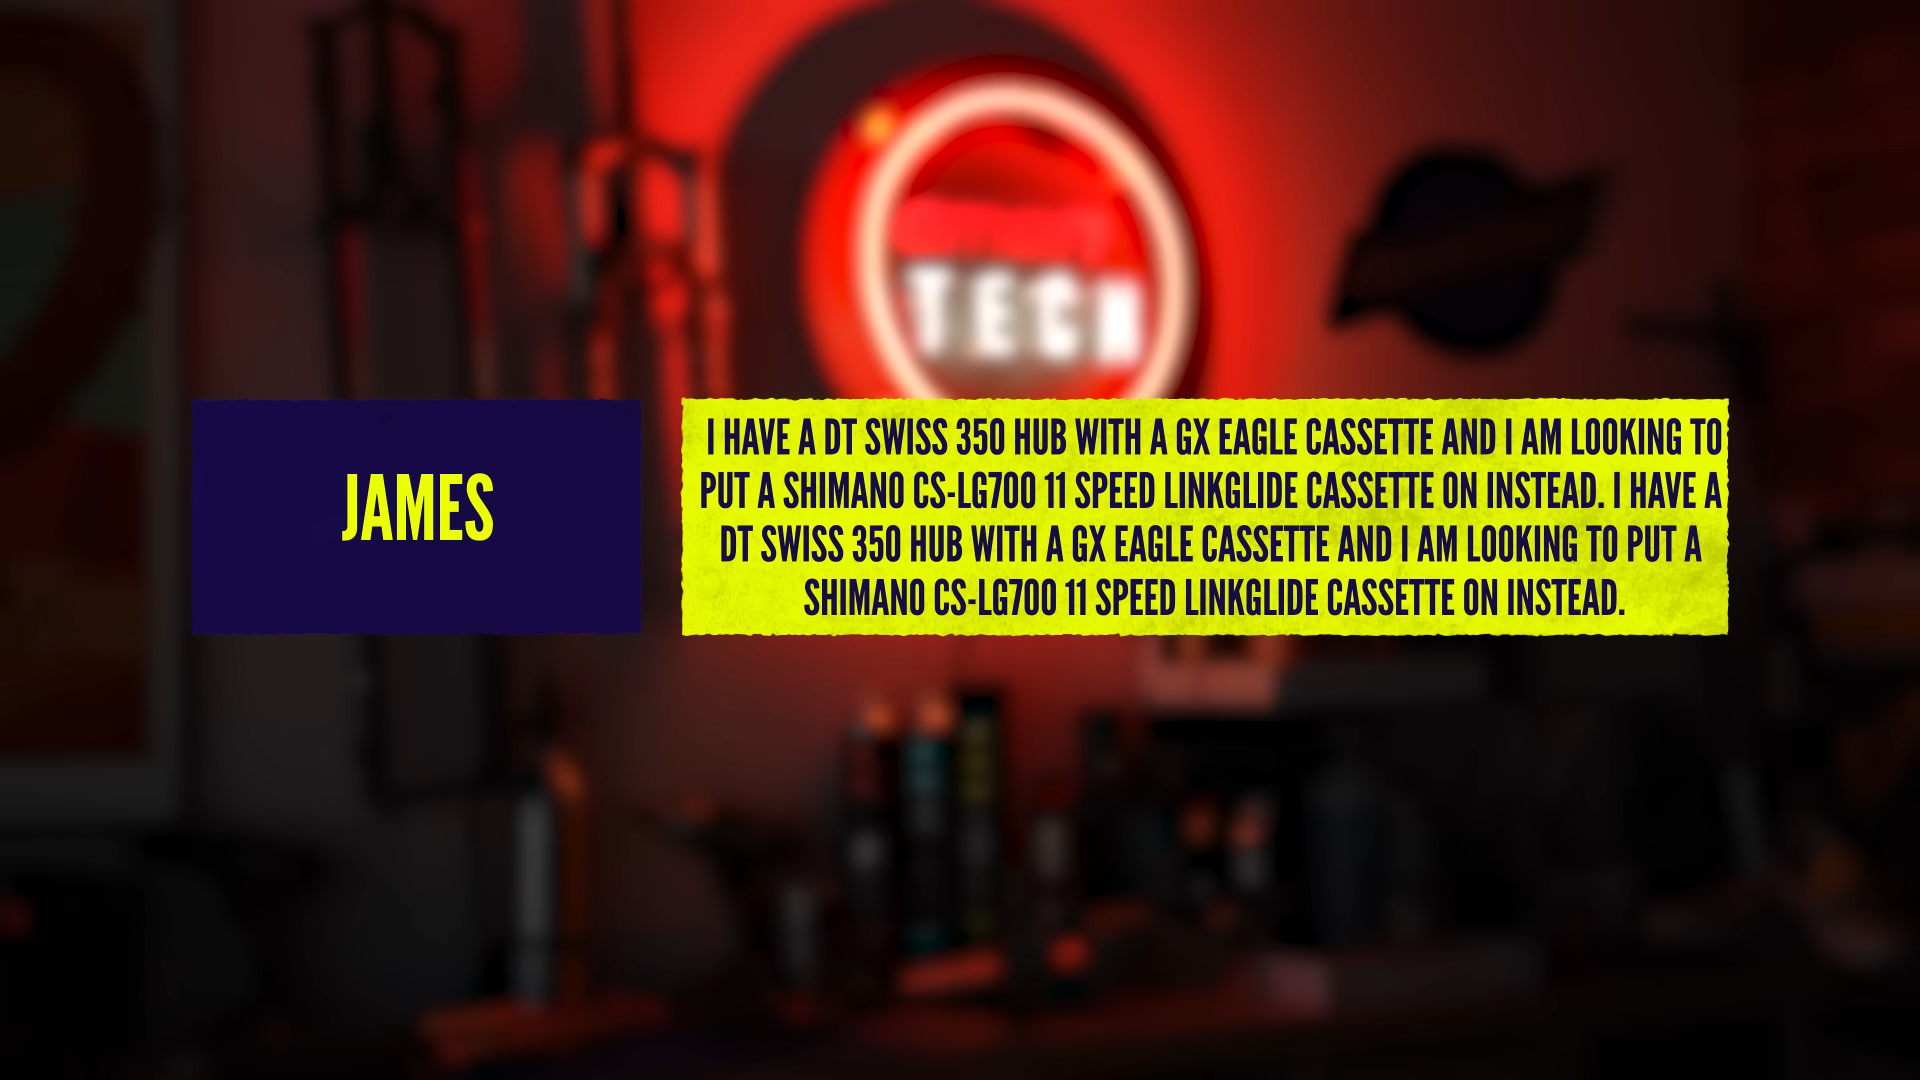 TECH
JAMES
I HAVE A DT SWISS 350 HUB WITH A GX EAGLE CASSETTE AND I AM LOOKING TO
PUT A SHIMANO CS-LG700 11 SPEED LINKGLIDE CASSETTE ON INSTEAD. I HAVE A
DT SWISS 350 HUB WITH A GX EAGLE CASSETTE AND I AM LOOKING TO PUT A
SHIMANO CS-LG700 11 SPEED LINKGLIDE CASSETTE ON INSTEAD.